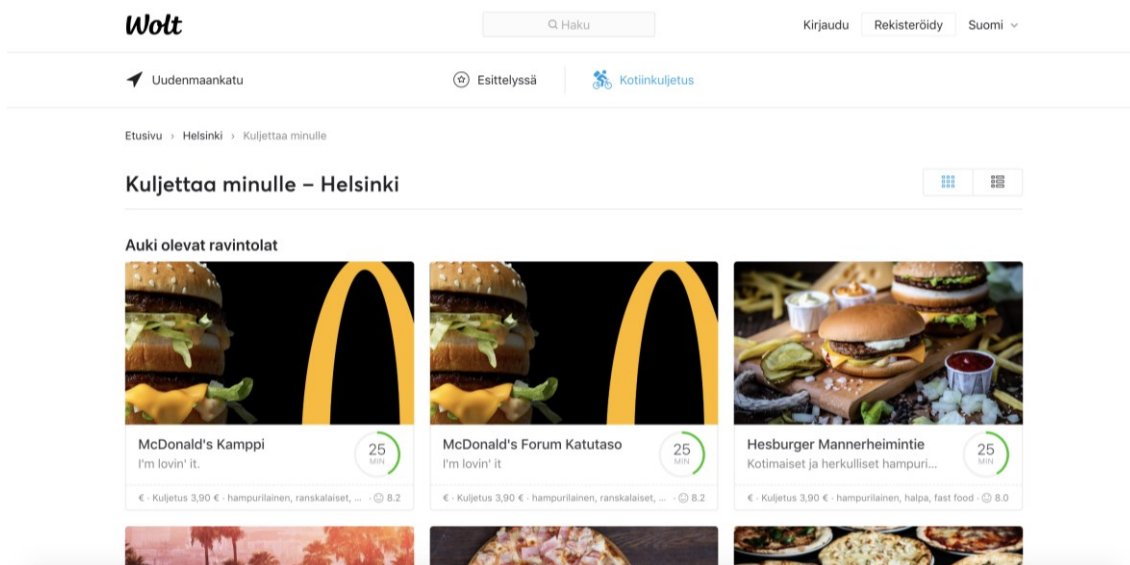 Wolt
Haku
Kirjaudu
Rekisteröidy
Suomi
Uudenmaankatu
Esittelyssä
Kotiinkuljetus
Etusivu › Helsinki › Kuljettaa minulle
Kuljettaa minulle – Helsinki
Auki olevat ravintolat
McDonald's Kamppi
I'm lovin' it.
25
MIN
€ · Kuljetus 3,90 € · hampurilainen, ranskalaiset, ... · 8.2
McDonald's Forum Katutaso
I'm lovin' it
25
MIN
€ · Kuljetus 3,90 € · hampurilainen, ranskalaiset, ... · 8.2
Hesburger Mannerheimintie
Kotimaiset ja herkulliset hampuri...
25
MIN
€ · Kuljetus 3,90 € · hampurilainen, halpa, fast food · 8.0